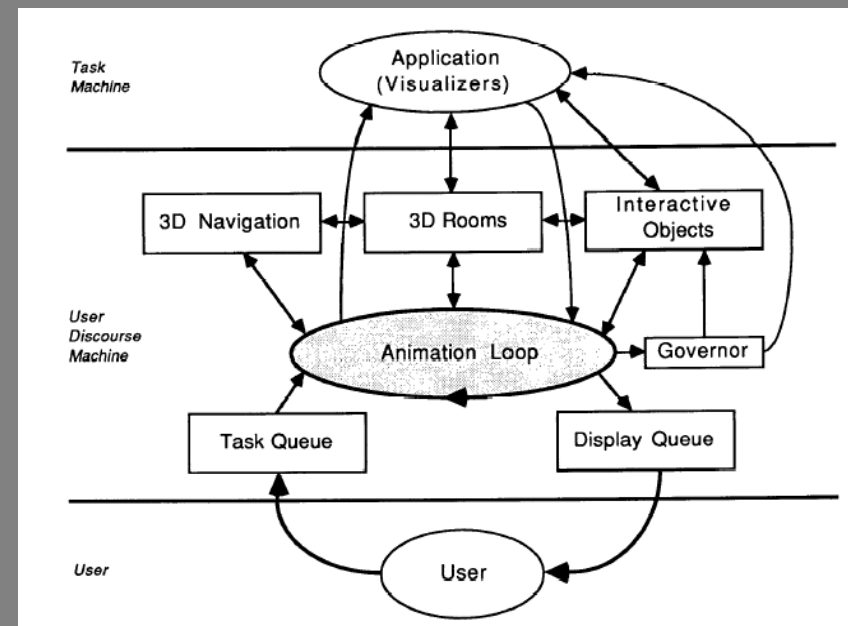 Task
Machine
Application
(Visualizers)
3D Navigation
3D Rooms
Interactive
Objects
User
Discourse
Machine
Animation Loop
Governor
Task Queue
Display Queue
User
User